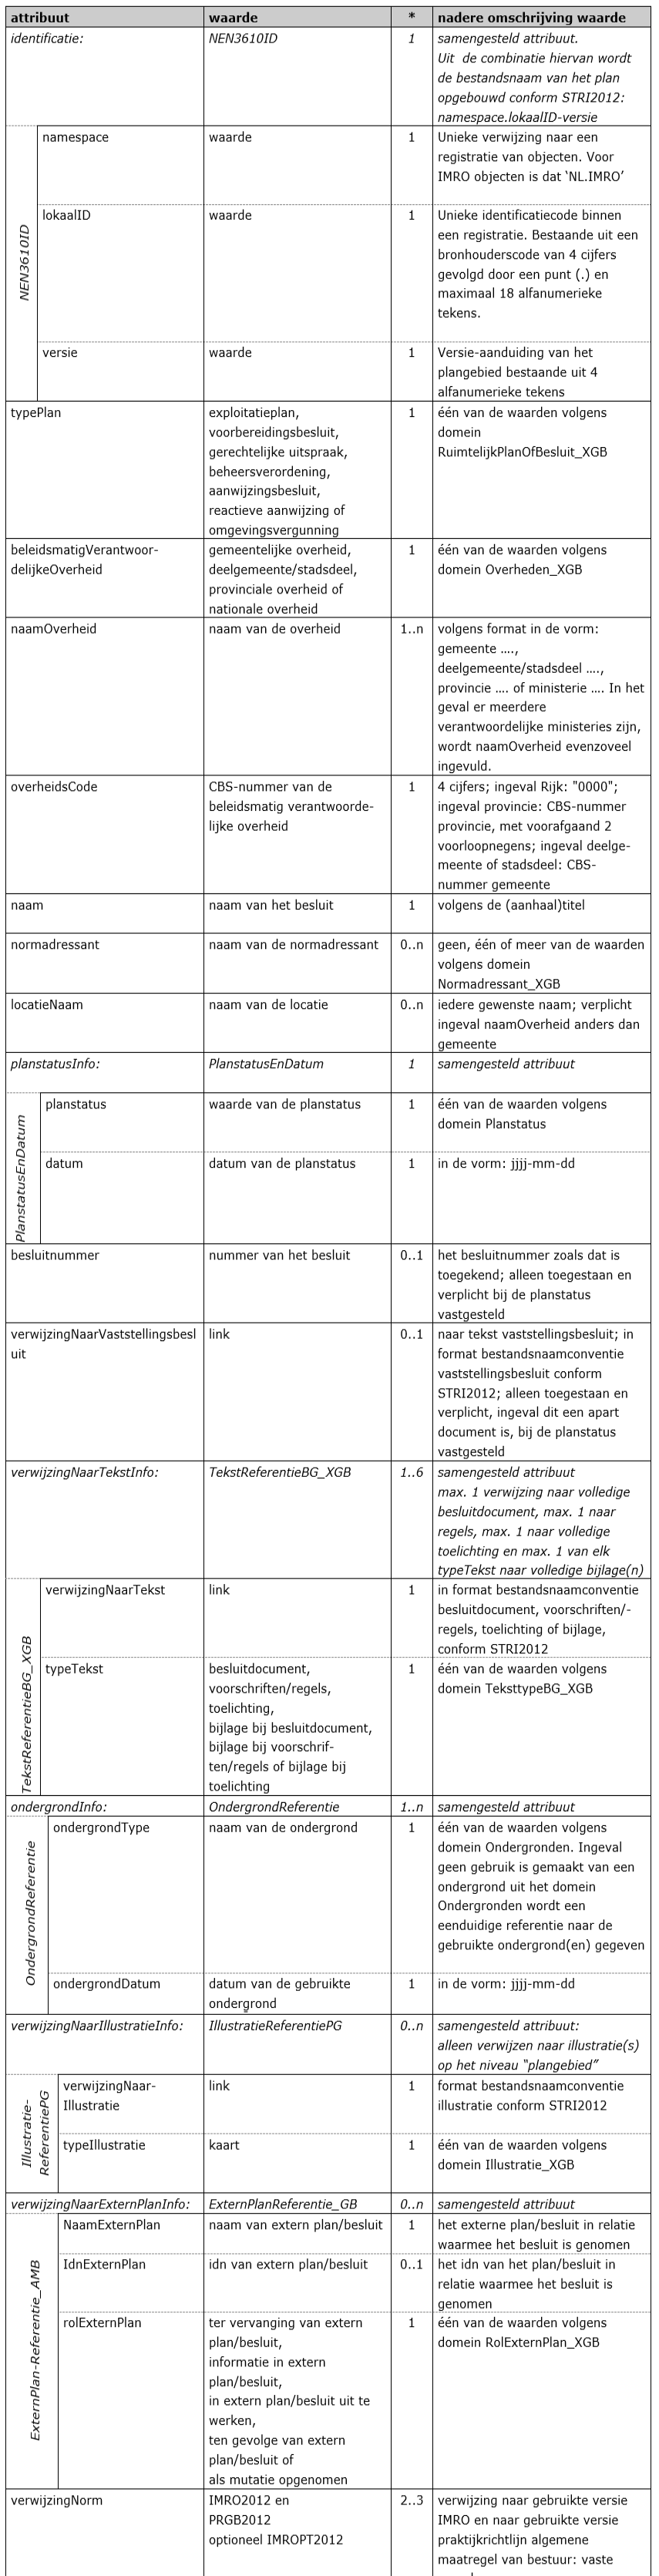 attribuut waarde * nadere omschrijving waarde
identificatie: NEN3610ID 1 samengesteld attribuut.
Uit de combinatie hiervan wordt
de bestandsnaam van het plan
opgebouwd conform STRI2012:
namespace.lokaalID-versie
NEN3610ID
namespace waarde 1 Unieke verwijzing naar een
registratie van objecten. Voor
IMRO objecten is dat ‘NL.IMRO’
lokaalID waarde 1 Unieke identificatiecode binnen
een registratie. Bestaande uit een
bronhouderscode van 4 cijfers
gevolgd door een punt (.) en
maximaal 18 alfanumerieke
tekens.
versie waarde 1 Versie-aanduiding van het
plangebied bestaande uit 4
alfanumerieke tekens
typePlan exploitatieplan, 1 één van de waarden volgens
voorbereidingsbesluit, domein
gerechtelijke uitspraak, RuimtelijkPlanOfBesluit_XGB
beheersverordening,
aanwijzingsbesluit,
reactieve aanwijzing of
omgevingsvergunning
beleidsmatigVerantwoor- gemeentelijke overheid, 1 één van de waarden volgens
delijkeOverheid deelgemeente/stadsdeel, domein Overheden_XGB
provinciale overheid of
nationale overheid
naamOverheid naam van de overheid 1..n volgens format in de vorm:
gemeente ….,
deelgemeente/stadsdeel ….,
provincie …. of ministerie …. In het
geval er meerdere
verantwoordelijke ministeries zijn,
wordt naamOverheid evenzoveel
ingevuld.
overheidsCode CBS-nummer van de 1 4 cijfers; ingeval Rijk: "0000";
beleidsmatig verantwoorde- ingeval provincie: CBS-nummer
lijke overheid provincie, met voorafgaand 2
voorloopnegens; ingeval deelge-
meente of stadsdeel: CBS-
nummer gemeente
naam naam van het besluit 1 volgens de (aanhaal)titel
normadressant naam van de normadressant 0..n geen, één of meer van de waarden
volgens domein
Normadressant_XGB
locatieNaam naam van de locatie 0..n iedere gewenste naam; verplicht
ingeval naamOverheid anders dan
gemeente
planstatusInfo: PlanstatusEnDatum 1 samengesteld attribuut
PlanstatusEnDatum
planstatus waarde van de planstatus 1 één van de waarden volgens
domein Planstatus
datum datum van de planstatus 1 in de vorm: jjjj-mm-dd
besluitnummer nummer van het besluit 0..1 het besluitnummer zoals dat is
toegekend; alleen toegestaan en
verplicht bij de planstatus
vastgesteld
verwijzingNaarVaststellingsbesl link 0..1 naar tekst vaststellingsbesluit; in
uit format bestandsnaamconventie
vaststellingsbesluit conform
STRI2012; alleen toegestaan en
verplicht, ingeval dit een apart
document is, bij de planstatus
vastgesteld
verwijzingNaarTekstInfo: TekstReferentieBG_XGB 1..6 samengesteld attribuut
max. 1 verwijzing naar volledige
besluitdocument, max. 1 naar
regels, max. 1 naar volledige
toelichting en max. 1 van elk
typeTekst naar volledige bijlage(n)
TekstReferentieBG_XGB
verwijzingNaarTekst link 1 in format bestandsnaamconventie
besluitdocument, voorschriften/-
regels, toelichting of bijlage,
conform STRI2012
typeTekst besluitdocument, 1 één van de waarden volgens
voorschriften/regels, domein TeksttypeBG_XGB
toelichting,
bijlage bij besluitdocument,
bijlage bij voorschrif-
ten/regels of bijlage bij
toelichting
ondergrondInfo: OndergrondReferentie 1..n samengesteld attribuut
OndergrondReferentie
ondergrondType naam van de ondergrond 1 één van de waarden volgens
domein Ondergronden. Ingeval
geen gebruik is gemaakt van een
ondergrond uit het domein
Ondergronden wordt een
eenduidige referentie naar de
gebruikte ondergrond(en) gegeven
ondergrondDatum datum van de gebruikte 1 in de vorm: jjjj-mm-dd
ondergrond
verwijzingNaarIllustratieInfo: IllustratieReferentiePG 0..n samengesteld attribuut:
alleen verwijzen naar illustratie(s)
op het niveau “plangebied”
Illustratie-
ReferentiePG
verwijzingNaar- link 1 format bestandsnaamconventie
Illustratie illustratie conform STRI2012
typeIllustratie kaart 1 één van de waarden volgens
domein Illustratie_XGB
verwijzingNaarExternPlanInfo: ExternPlanReferentie_GB 0..n samengesteld attribuut
ExternPlan-Referentie_AMB
NaamExternPlan naam van extern plan/besluit 1 het externe plan/besluit in relatie
waarmee het besluit is genomen
IdnExternPlan idn van extern plan/besluit 0..1 het idn van het plan/besluit in
relatie waarmee het besluit is
genomen
rolExternPlan ter vervanging van extern 1 één van de waarden volgens
plan/besluit, domein RolExternPlan_XGB
informatie in extern
plan/besluit,
in extern plan/besluit uit te
werken,
ten gevolge van extern
plan/besluit of
als mutatie opgenomen
verwijzingNorm IMRO2012 en 2..3 verwijzing naar gebruikte versie
PRGB2012 IMRO en naar gebruikte versie
optioneel IMROPT2012 praktijkrichtlijn algemene
maatregel van bestuur: vaste